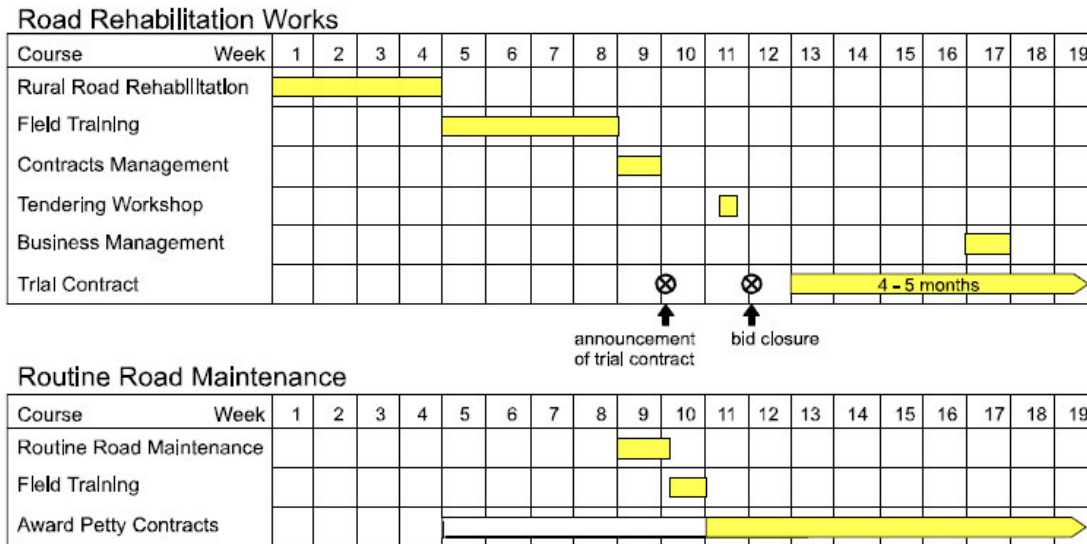 Road Rehabilitation Works
Course Week 1 2 3 4 5 6 7 8 9 10 11 12 13 14 15 16 17 18 19
Rural Road Rehabilitation
Field Training
Contracts Management
Tendering Workshop
Business Management
Trial Contract
4 – 5 months
announcement bid closure
of trial contract
Routine Road Maintenance
Course Week 1 2 3 4 5 6 7 8 9 10 11 12 13 14 15 16 17 18 19
Routine Road Maintenance
Field Training
Award Petty Contracts